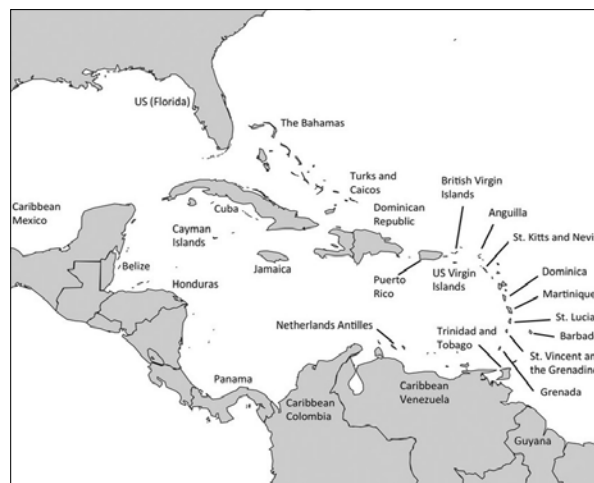 US (Florida)
The Bahamas
Turks and
Caicos
British Virgin
Islands
Dominican
Republic
Anguilla
Caribbean
Mexico
Cuba
Cayman
Islands
St. Kitts and Nevi
Belize
Jamaica
Honduras
Puerto
Rico
US Virgin
Islands
Dominica
Martinique
St. Lucia
Netherlands Antilles
Trinidad and
Tobago
Barbad
St. Vincent an
the Grenadine
Panama
Caribbean
Colombia
Caribbean
Venezuela
Grenada
Guyana